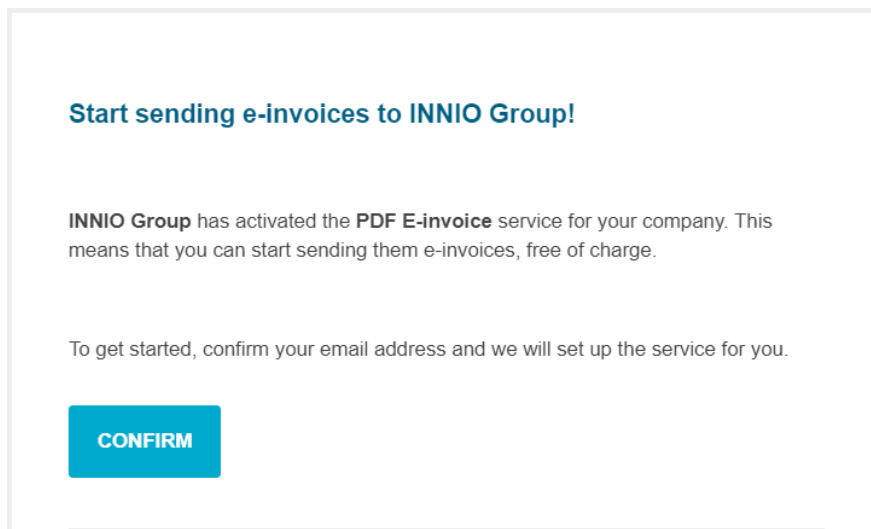 Start sending e-invoices to INNIO Group!
INNIO Group has activated the PDF E-invoice service for your company. This
means that you can start sending them e-invoices, free of charge.
To get started, confirm your email address and we will set up the service for you.
CONFIRM